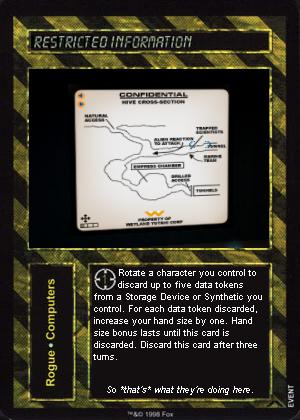 RESTRICTED INFORMATION
CONFIDENTIAL
HIVE CROSS-SECTION
NATURAL
ACCESS
TRAPPED
SCIENTISTS
ALIEN REACTION
TO ATTACK
TUNNEL
MARINE
TEAM
EMPRESS CHAMBER
DRILLED
ACCESS
TUNNELS
PROPERTY OF
WEYLAND YUTANI CORP
Rogue • Computers
Rotate a character you control to
discard up to five data tokens
from a Storage Device or Synthetic you
control. For each data token discarded,
increase your hand size by one. Hand
size bonus lasts until this card is
discarded. Discard this card after three
turns.
So *that's* what they're doing here.
EVENT
™&© 1998 Fox